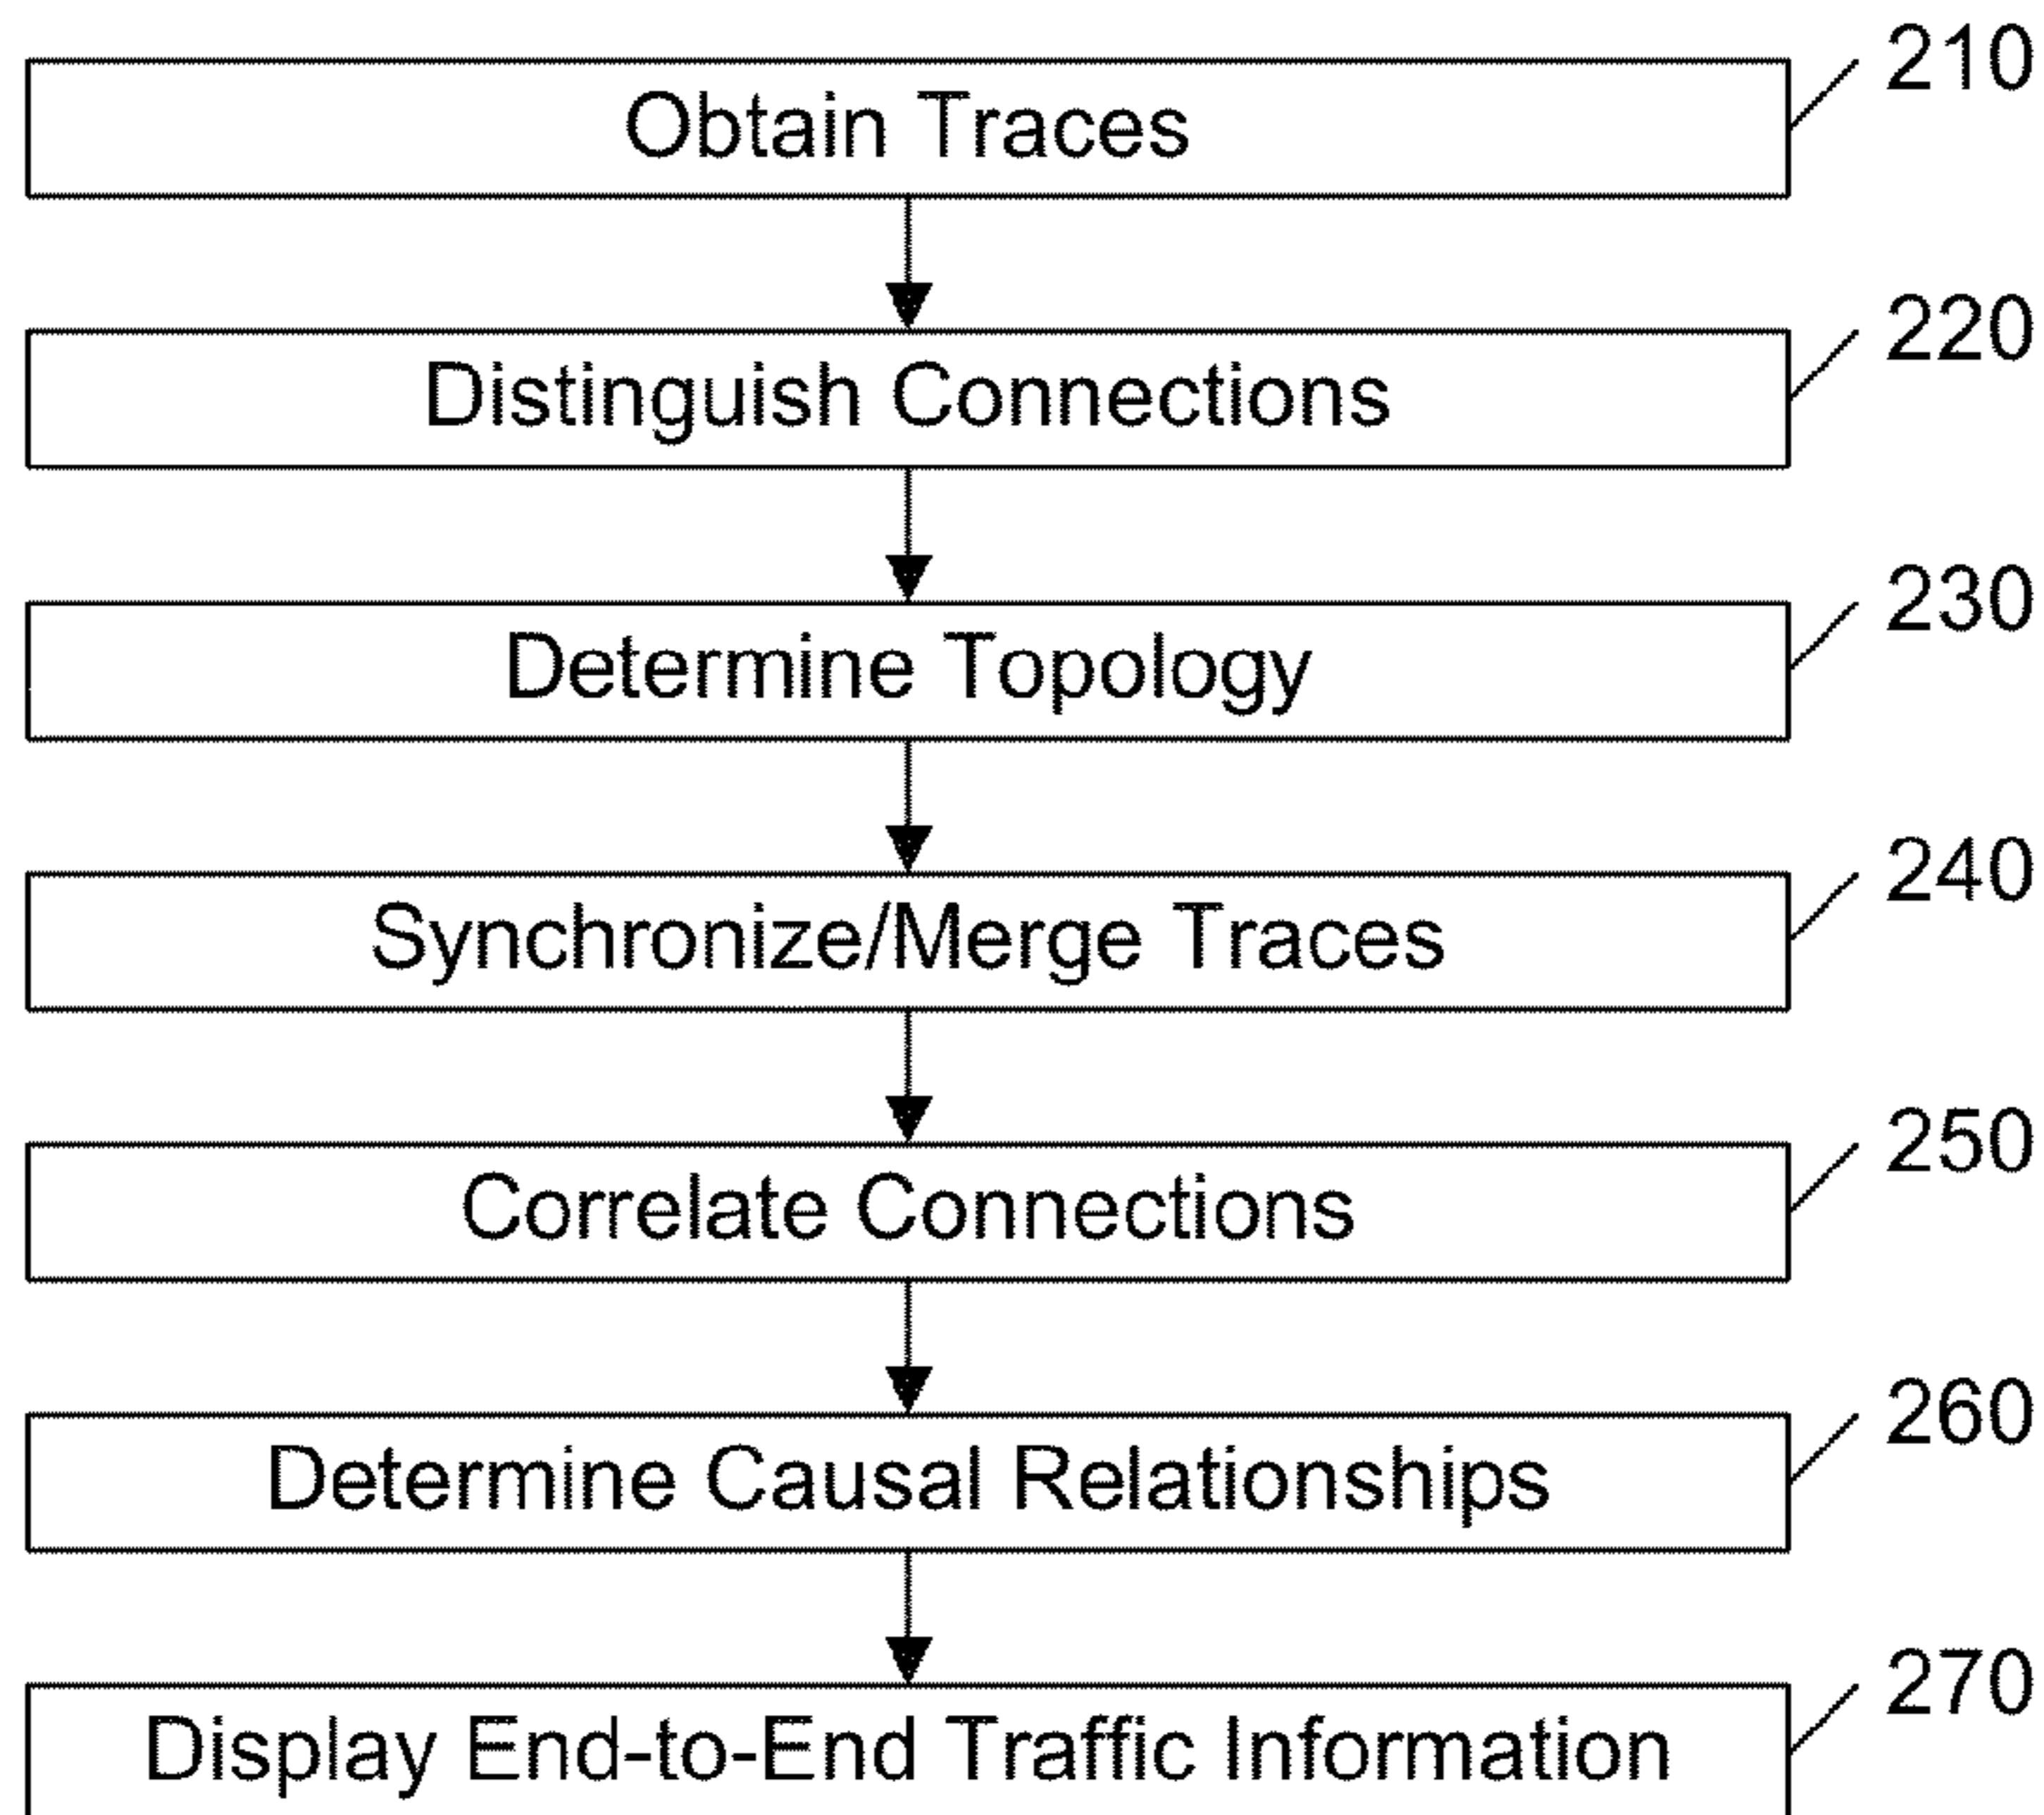 210
Obtain Traces
220
Distinguish Connections
230
Determine Topology
240
Synchronize/Merge Traces
250
Correlate Connections
260
Determine Causal Relationships
270
Display End-to-End Traffic Information